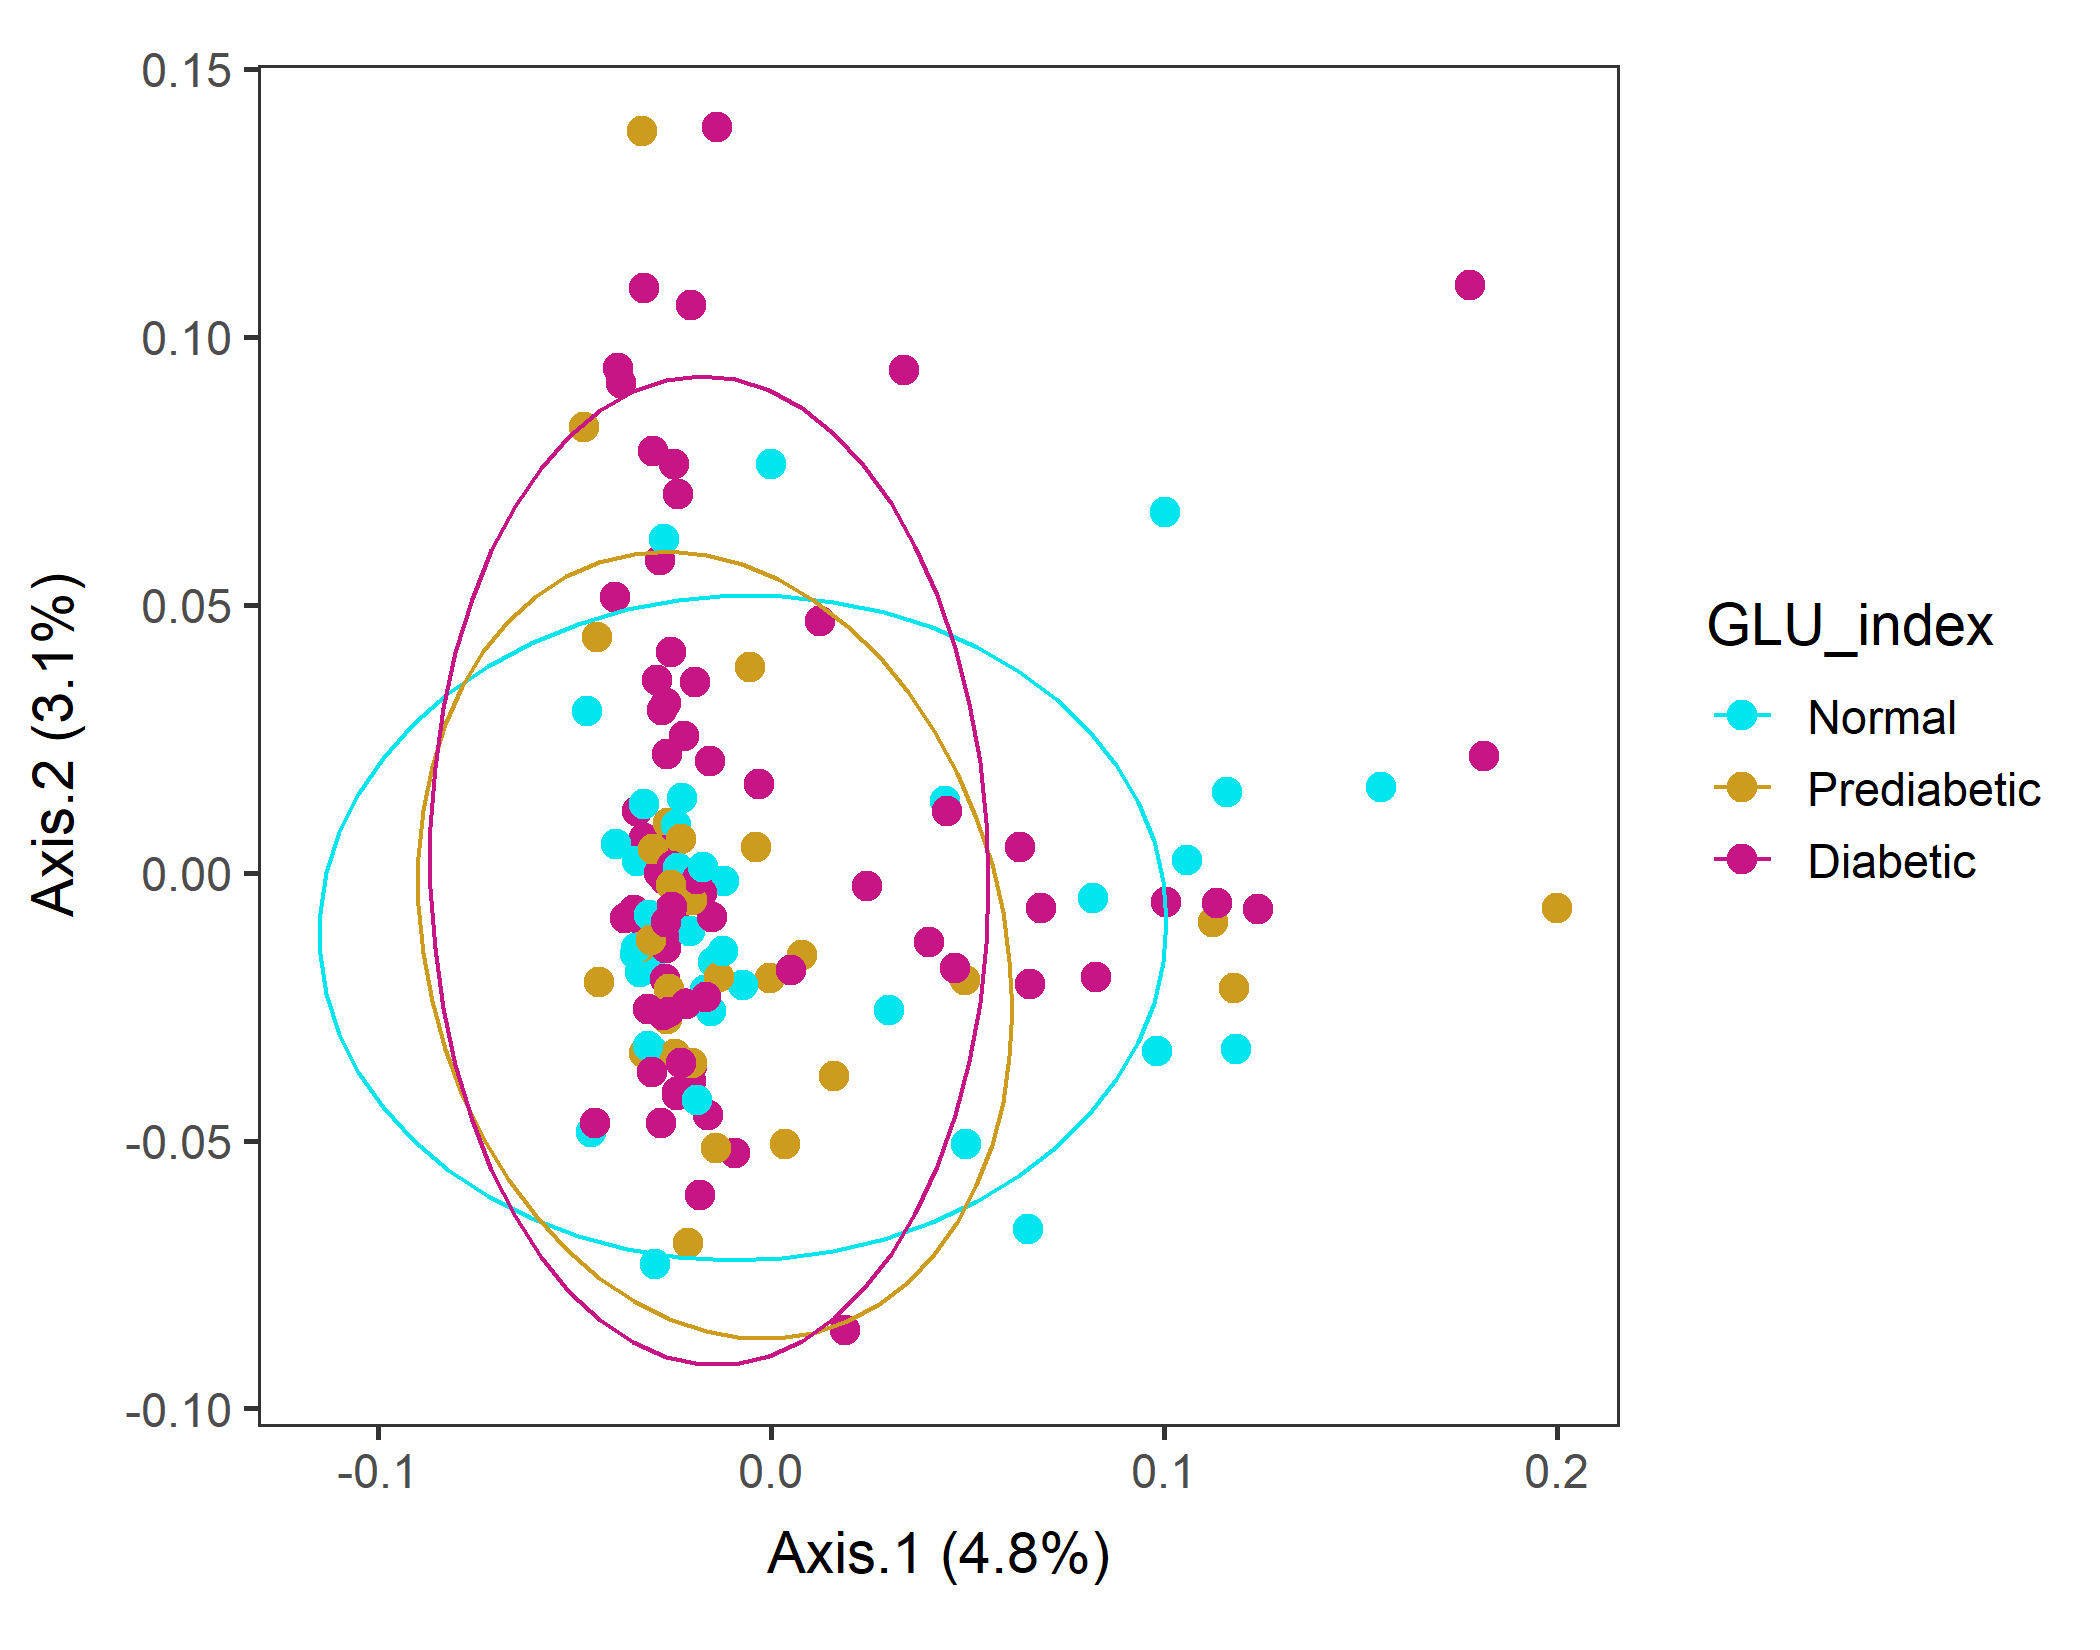 0.15
0.10
0.05
0.00
-0.05
-0.10
Axis.2 (3.1%)
-0.1
0.0
0.1
0.2
Axis.1 (4.8%)
GLU_index
Normal
Prediabetic
Diabetic